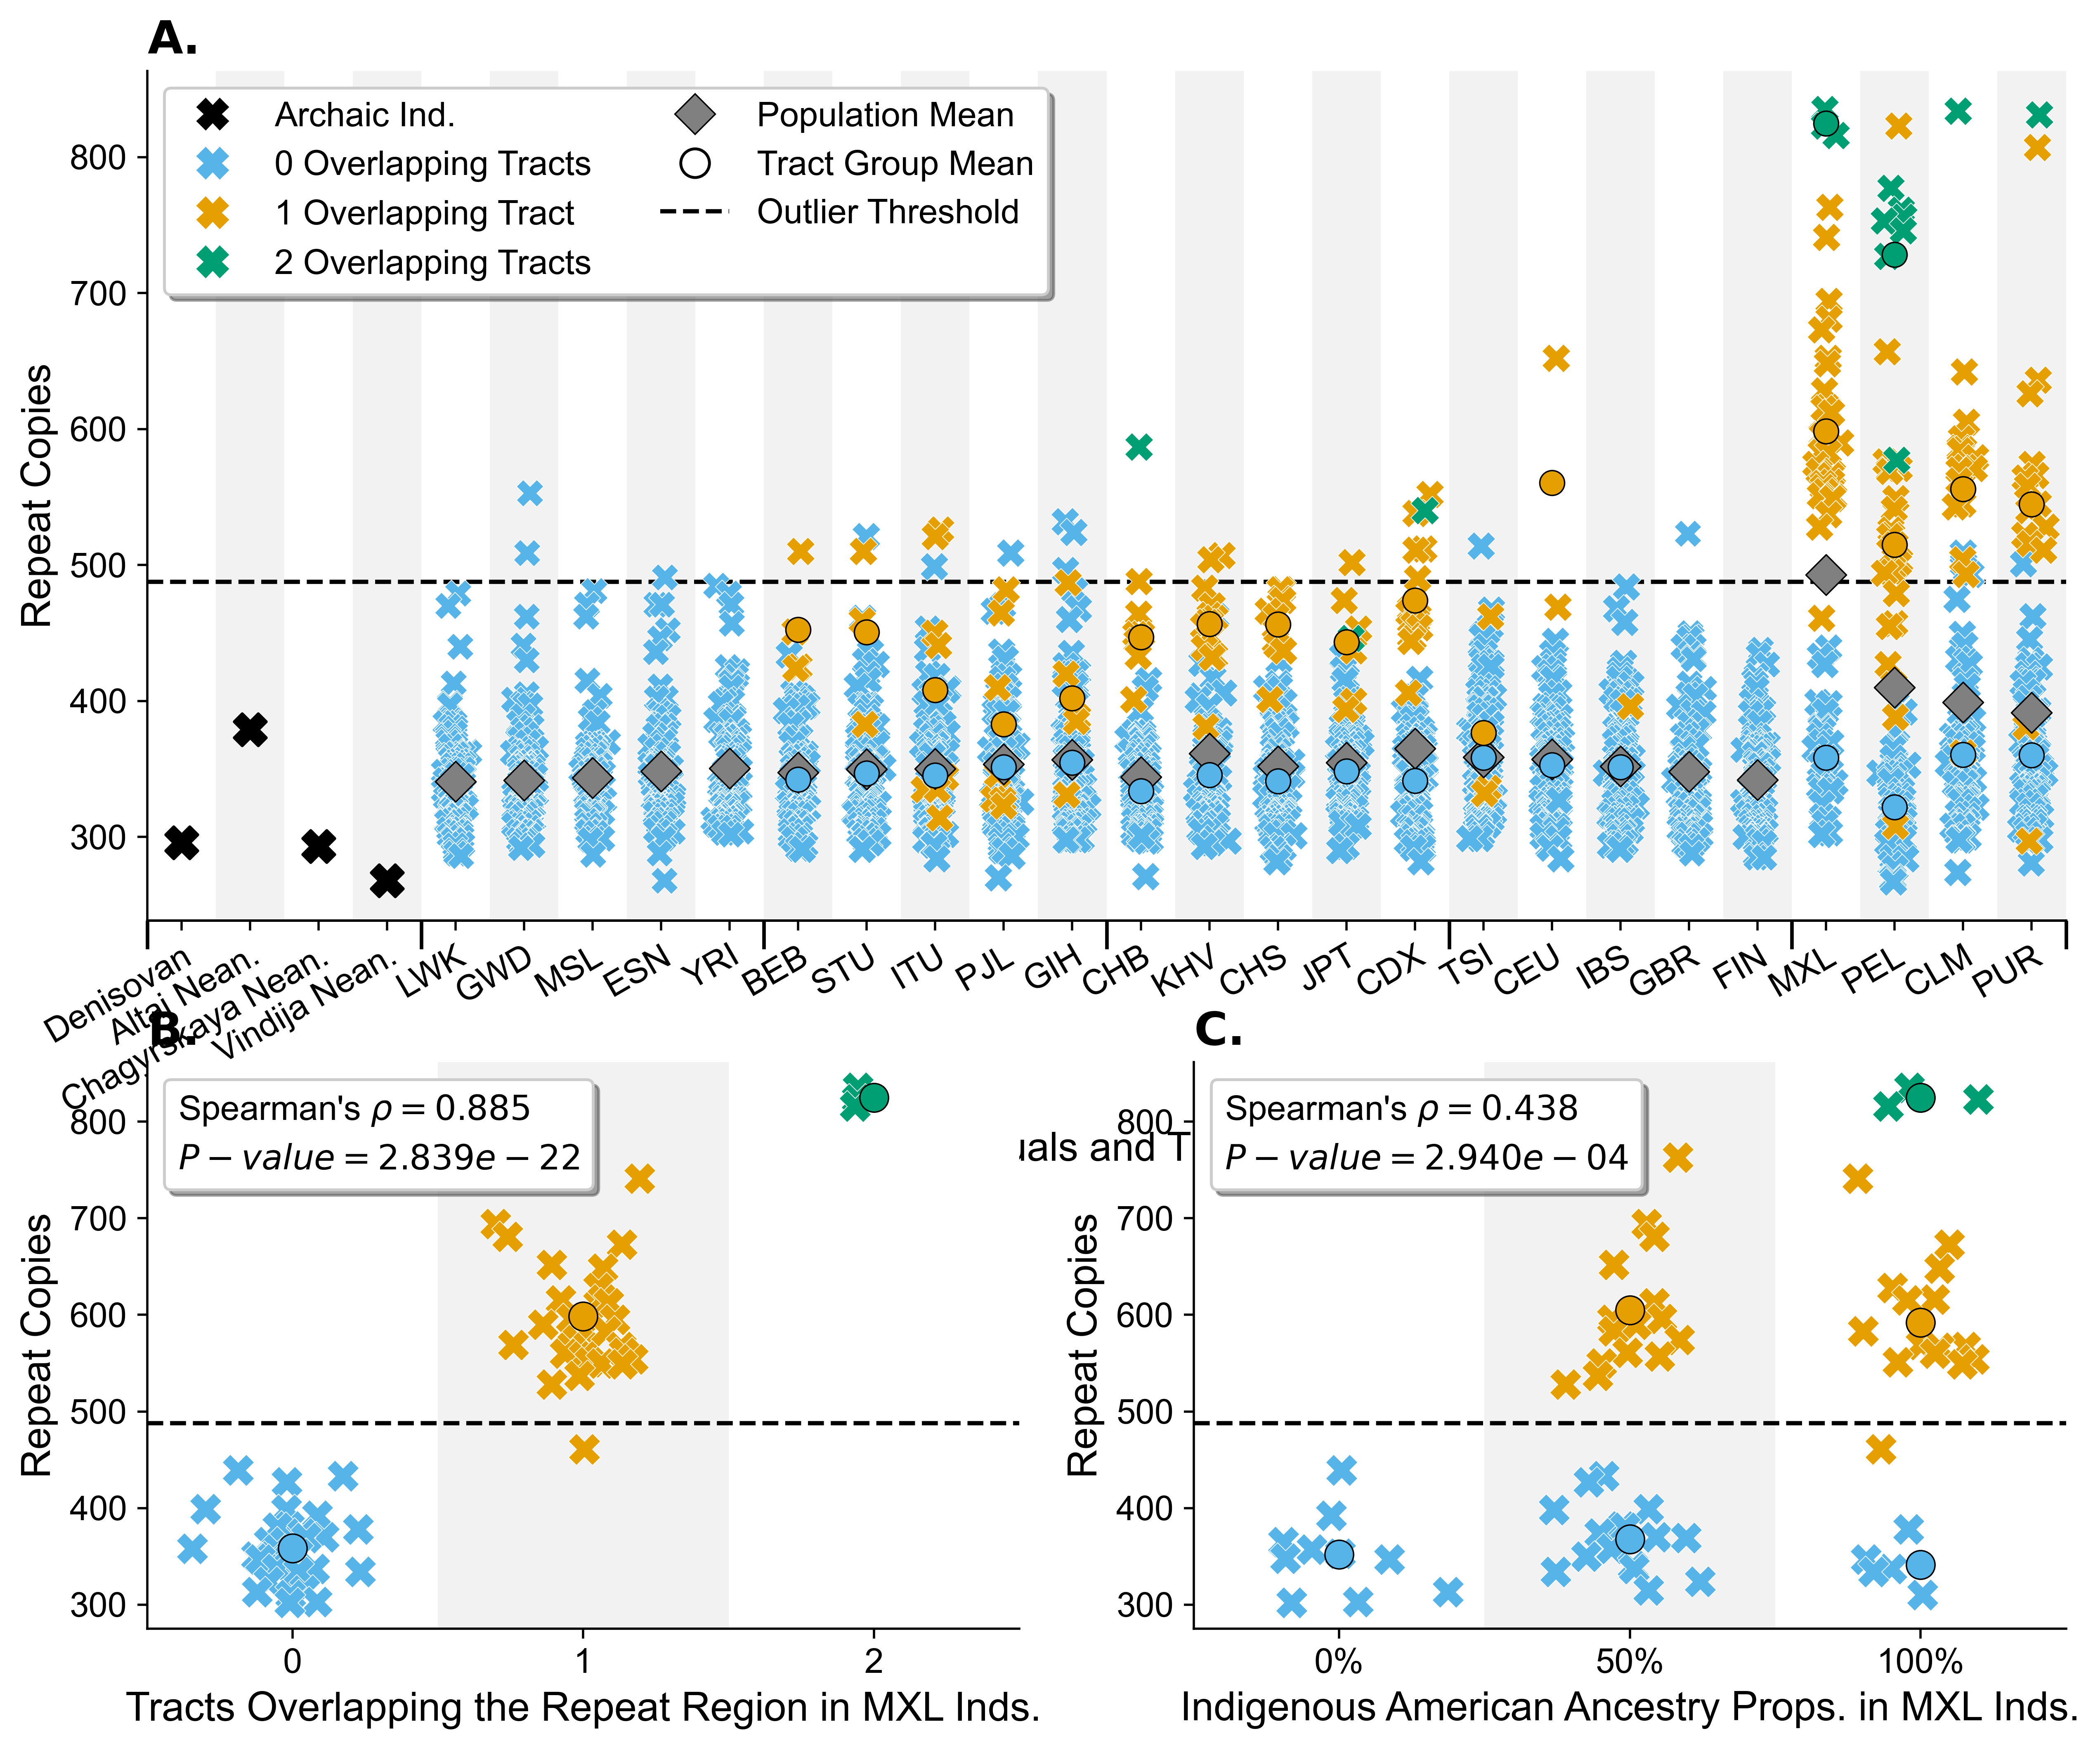 A.
Archaic Ind.
0 Overlapping Tracts
1 Overlapping Tract
2 Overlapping Tracts
Population Mean
Tract Group Mean
Outlier Threshold
Repeat Copies
800
700
600
500
400
300
Denisovan
Altai Nean.
Chagyrskaya Nean.
Vindija Nean.
LWK
GWD
MSL
ESN
YRI
BEB
STU
ITU
PJL
GIH
CHB
KHV
CHS
JPT
CDX
TSI
CEU
IBS
GBR
FIN
MXL
PEL
CLM
PUR
B.
Spearman's ρ = 0.885
P − value = 2.839e − 22
Repeat Copies
800
700
600
500
400
300
0
1
2
Tracts Overlapping the Repeat Region in MXL Inds.
and T
C.
Spearman's ρ = 0.438
P − value = 2.940e − 04
Repeat Copies
800
700
600
500
400
300
0%
50%
100%
Indigenous American Ancestry Props. in MXL Inds.